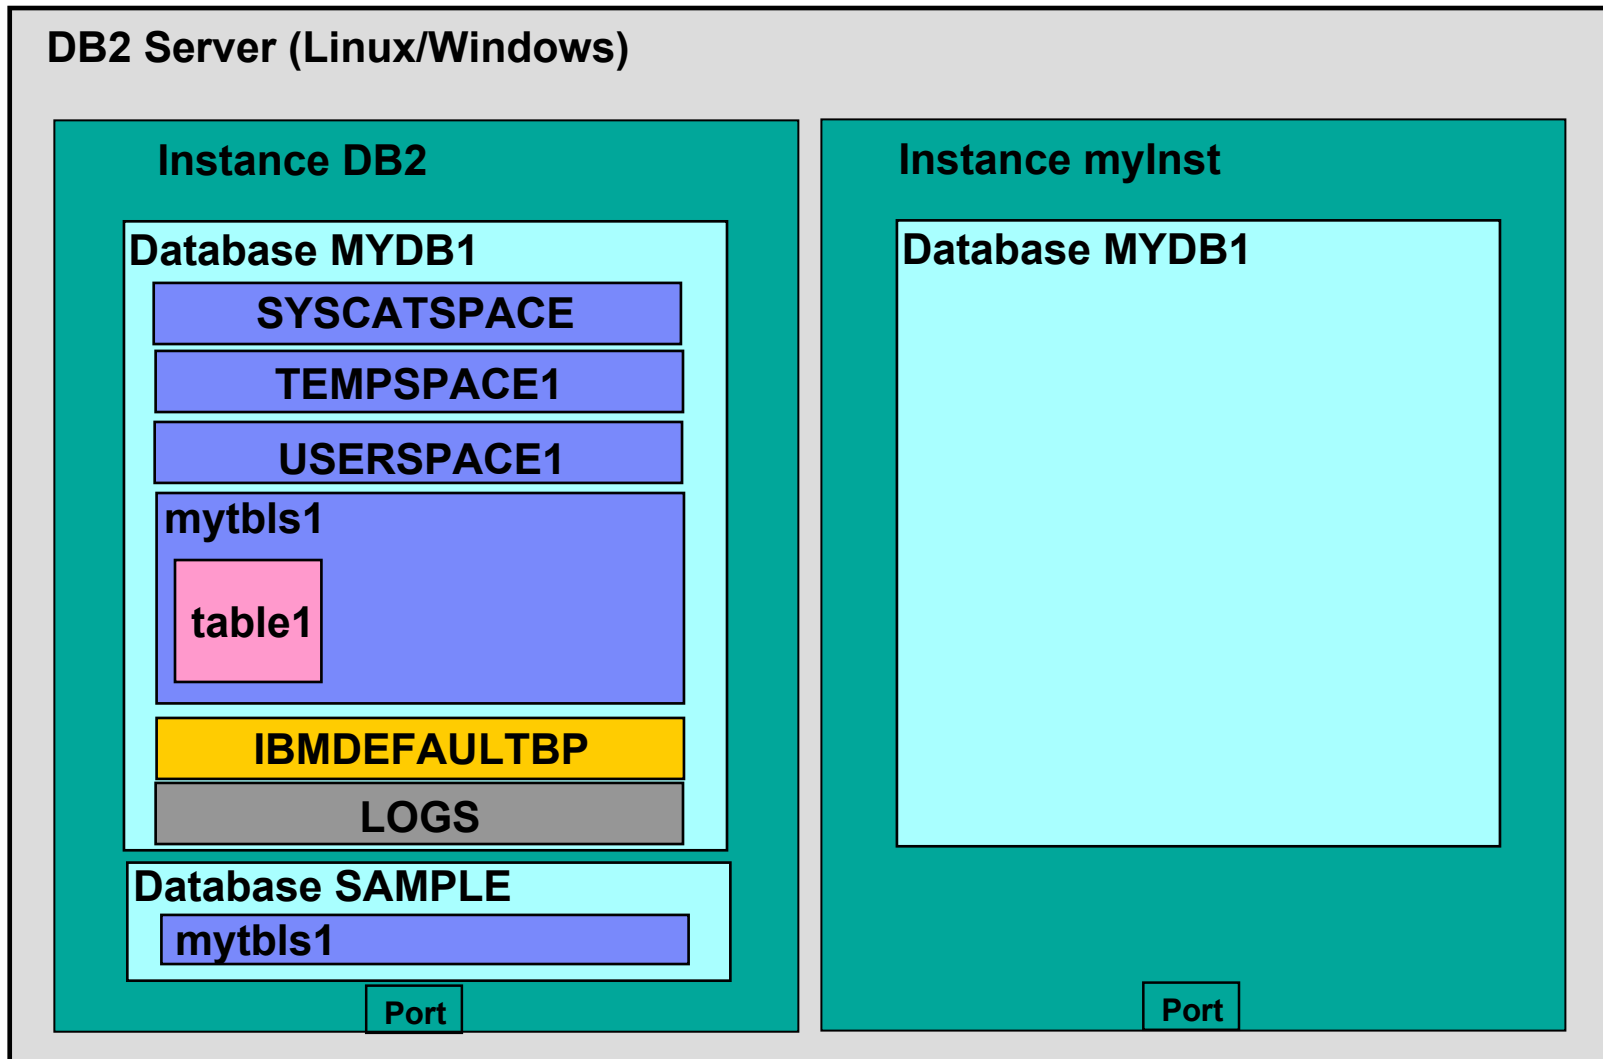 DB2 Server (Linux/Windows)
Instance DB2
Database MYDB1
SYSCATSPACE
TEMPSPACE1
USERSPACE1
mytbls1
table1
IBMDEFAULTBP
LOGS
Database SAMPLE
mytbls1
Port
Instance myInst
Database MYDB1
Port